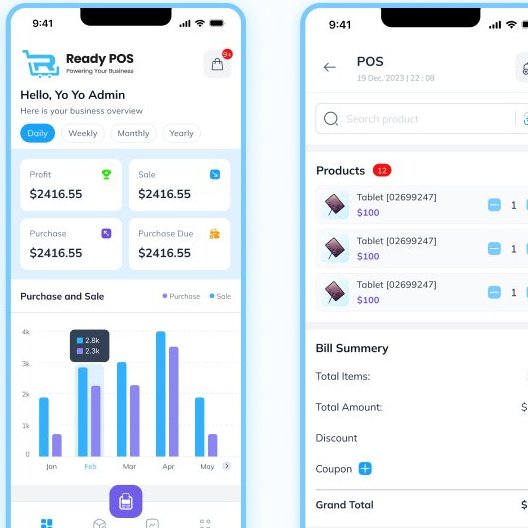 9:41
Ready POS
Powering Your Business
9+
Hello, Yo Yo Admin
Here is your business overview
Daily Weekly Monthly Yearly
Profit
$2416.55
Sale
$2416.55
Purchase
$2416.55
Purchase Due
$2416.55
Purchase and Sale
Purchase Sale
4k
3k
2k
1k
0
2.8k
2.3k
Jan Feb Mar Apr May
9:41
POS
19 Dec, 2023 | 22 : 08
Search product
Products 12
Tablet [02699247]
$100
1
Tablet [02699247]
$100
1
Tablet [02699247]
$100
1
Bill Summery
Total Items:
Total Amount: $
Discount
Coupon
Grand Total $